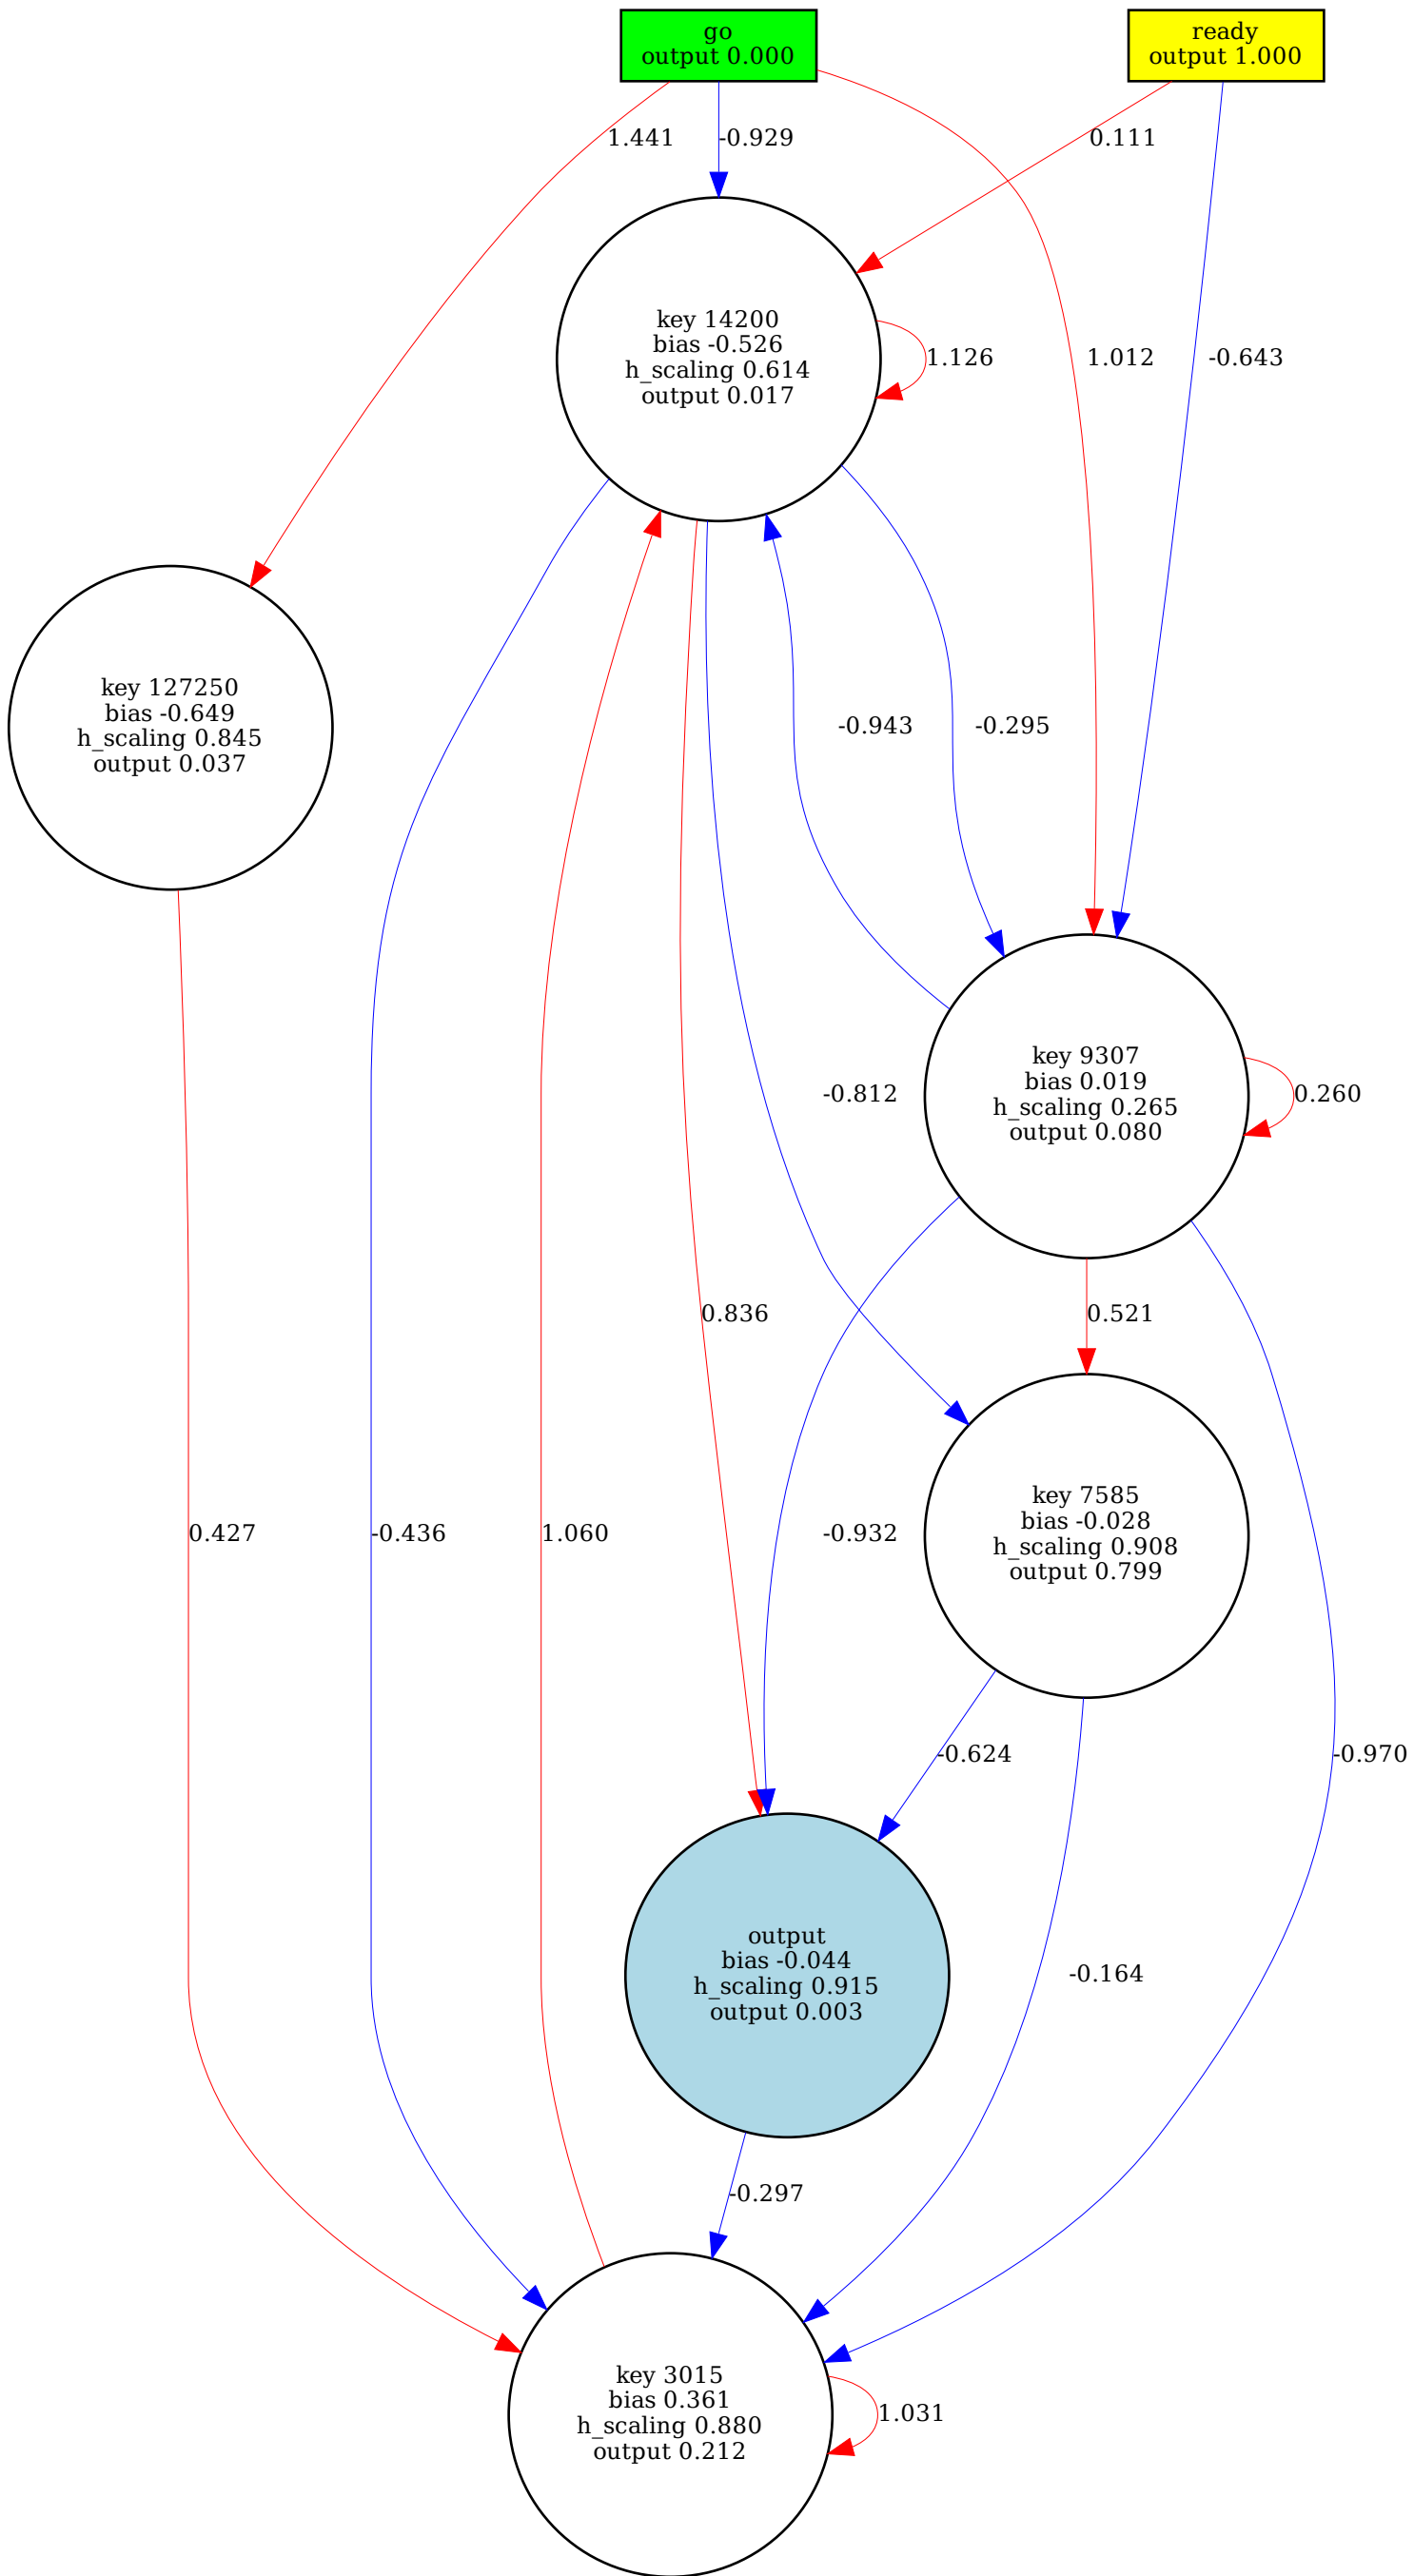 go
output 0.000
ready
output 1.000
1.441
-0.929
0.111
key 14200
bias -0.526
h_scaling 0.614
output 0.017
1.126
1.012
-0.643
key 127250
bias -0.649
h_scaling 0.845
output 0.037
-0.943
-0.295
key 9307
bias 0.019
h_scaling 0.265
output 0.080
-0.812
0.260
0.836
0.521
key 7585
bias -0.028
h_scaling 0.908
output 0.799
0.427
-0.436
1.060
-0.932
-0.624
-0.970
output
bias -0.044
h_scaling 0.915
output 0.003
-0.164
-0.297
key 3015
bias 0.361
h_scaling 0.880
output 0.212
1.031